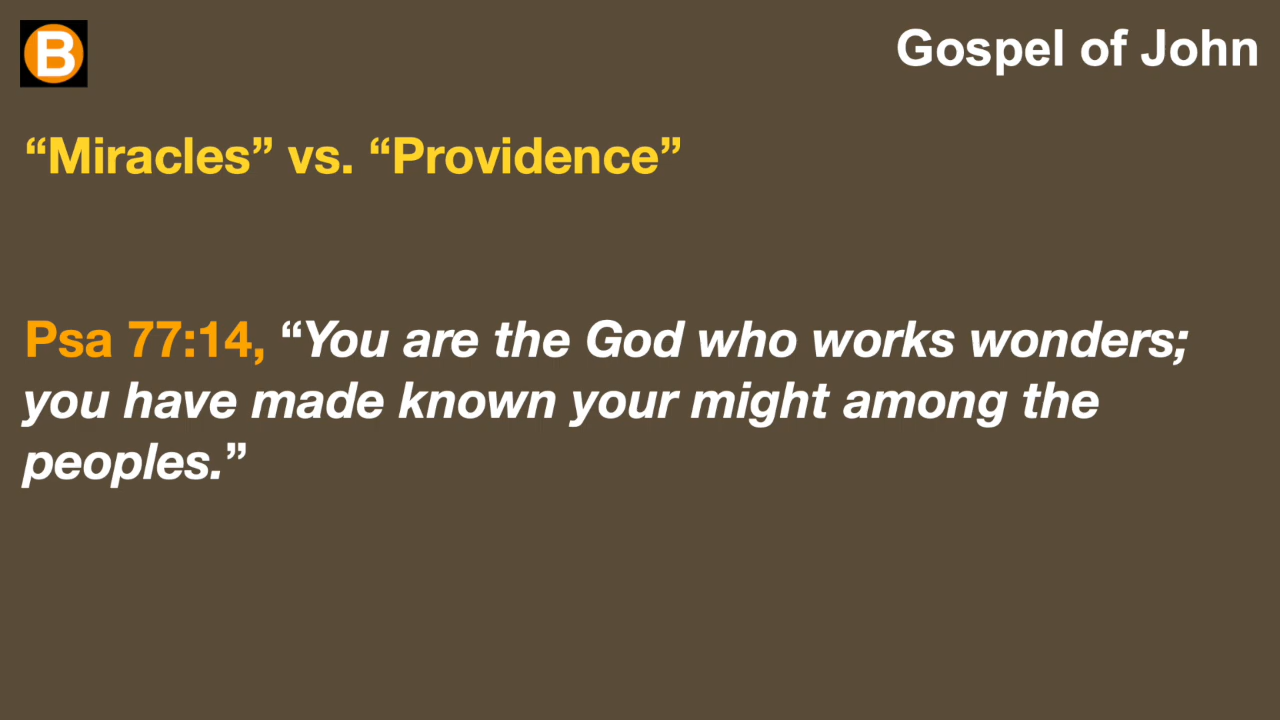 B
Gospel of John
“Miracles” vs. “Providence”
Psa 77:14, “You are the God who works wonders;
you have made known your might among the
peoples.”